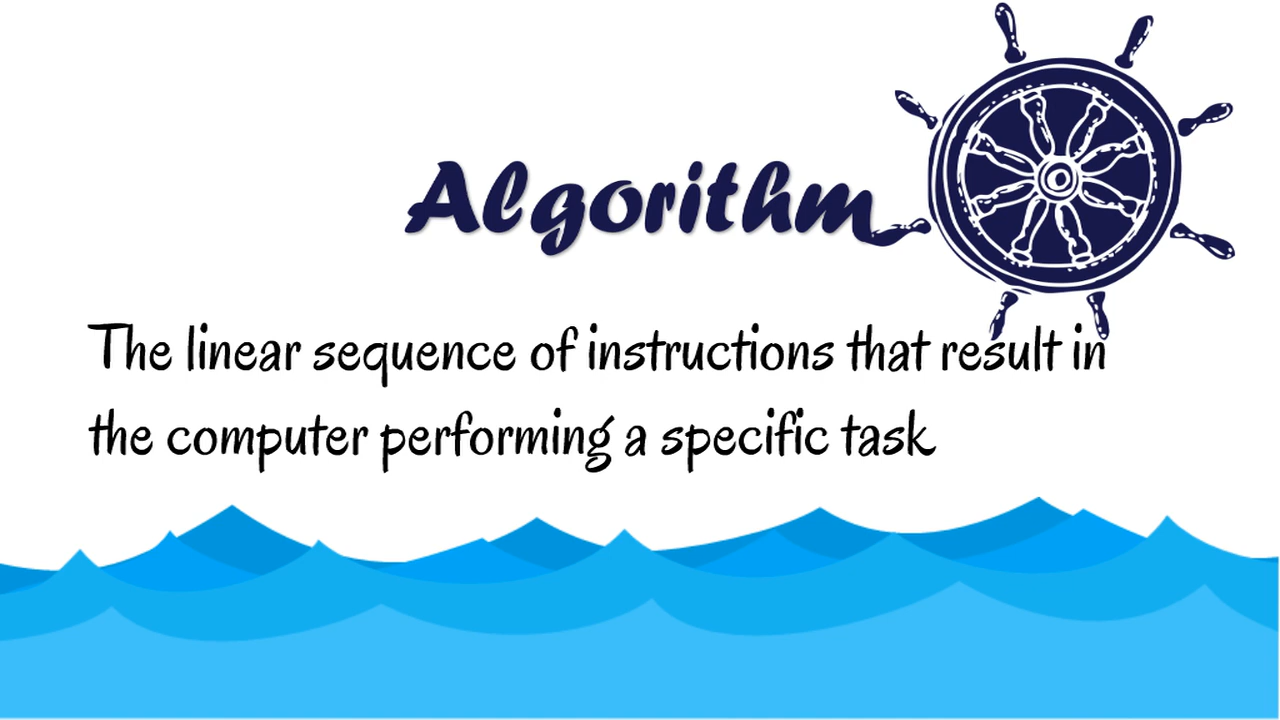 Algorithm
The linear sequence of instructions that result in
the computer performing a specific task